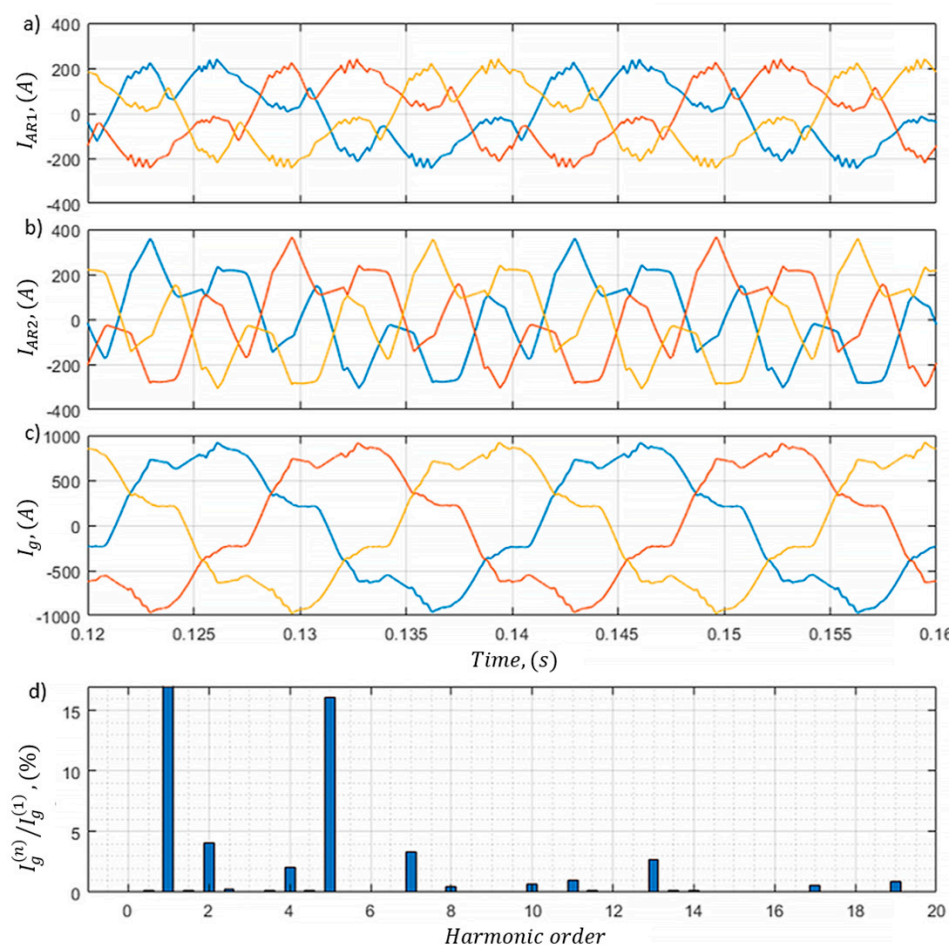 a)
I_AR1, (A)
400
200
0
-200
-400
b)
I_AR2, (A)
400
200
0
-200
-400
c)
I_g, (A)
1000
500
0
-500
-1000
0.12 0.125 0.13 0.135 0.14 0.145 0.15 0.155 0.16
Time, (s)
d)
I_g^(n)/I_g^(1), (%)
15
10
5
0
0 2 4 6 8 10 12 14 16 18 20
Harmonic order